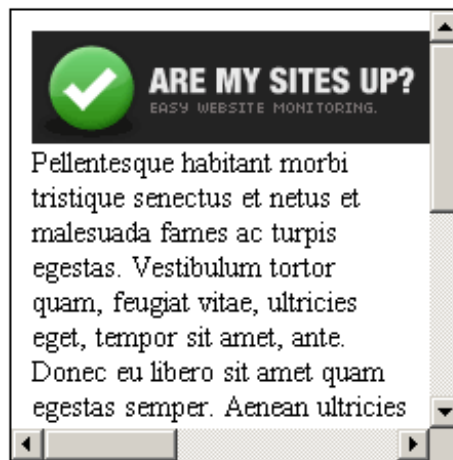 ARE MY SITES UP?
EASY WEBSITE MONITORING.
Pellentesque habitant morbi
tristique senectus et netus et
malesuada fames ac turpis
egestas. Vestibulum tortor
quam, feugiat vitae, ultricies
eget, tempor sit amet, ante.
Donec eu libero sit amet quam
egestas semper. Aenean ultricies